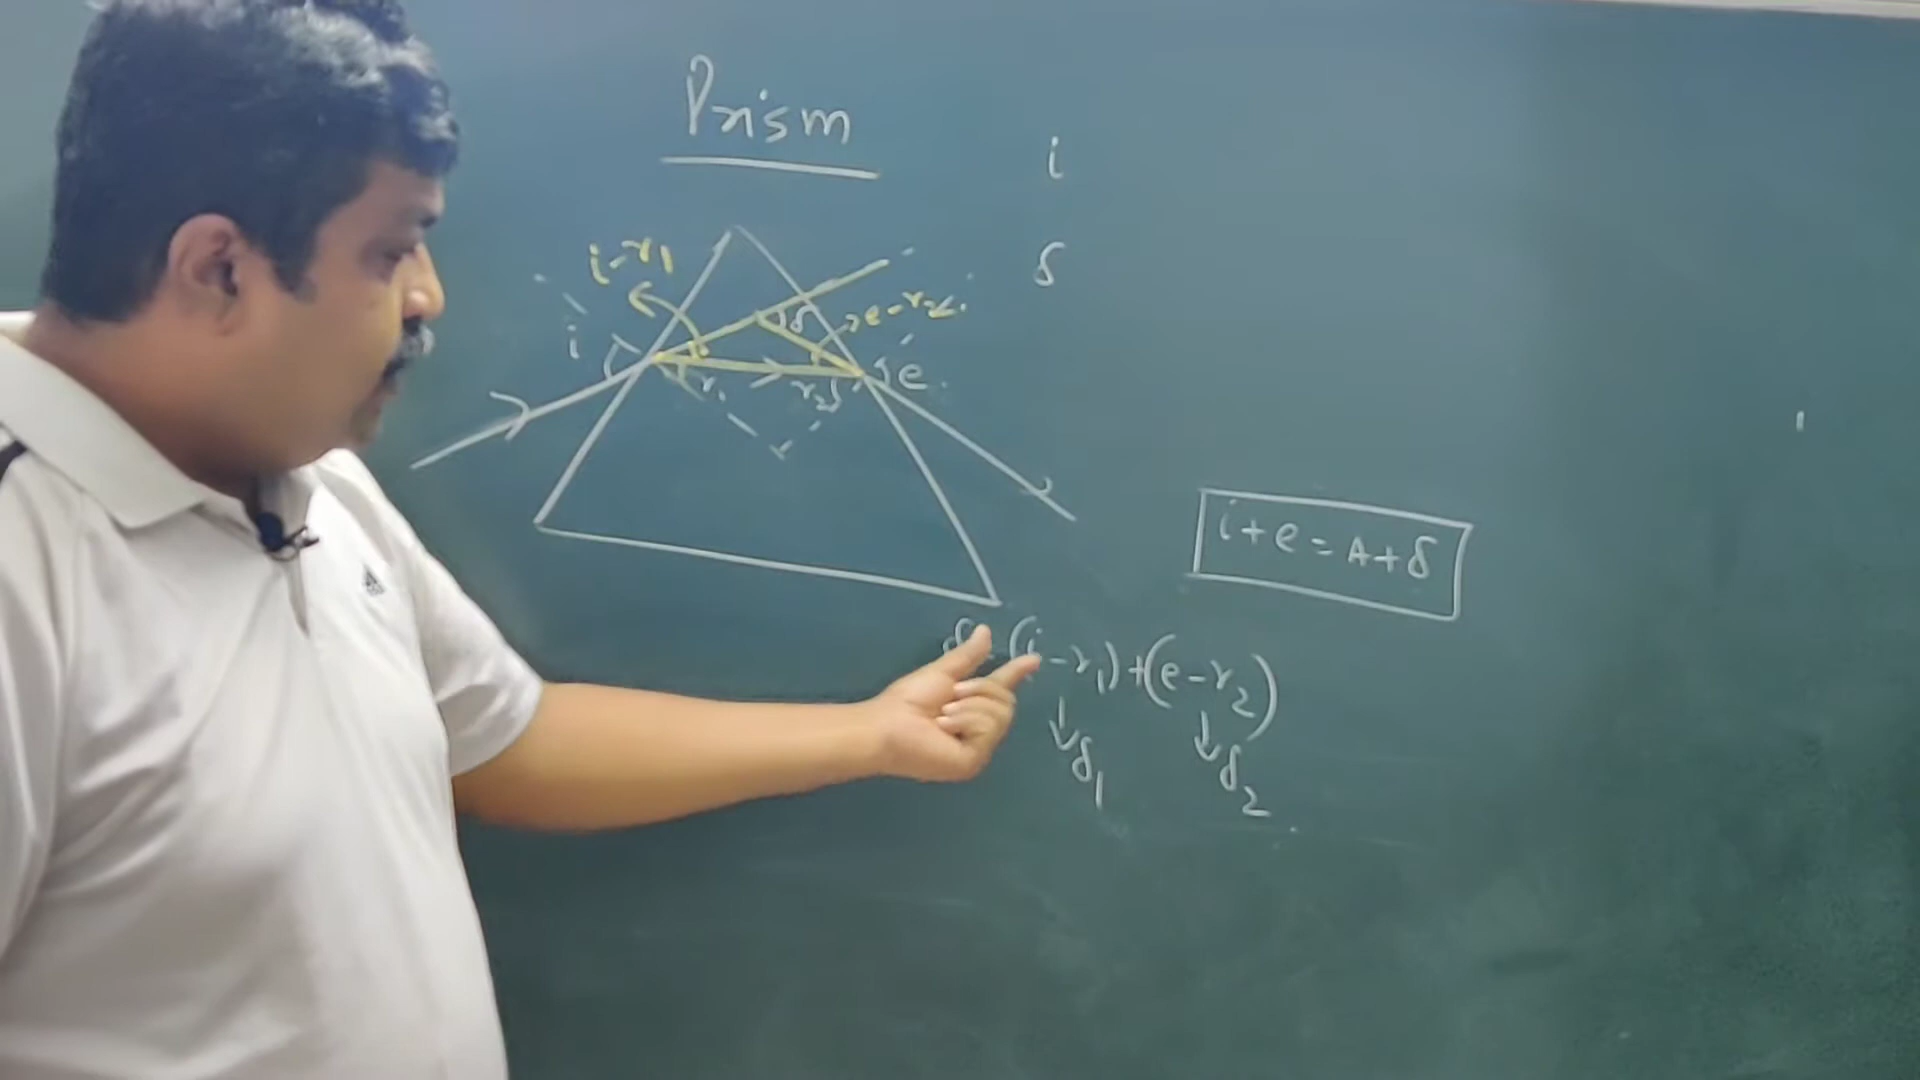 Prism
i
δ
i-r₁
δ
e-r₂
i
r₁
r₂
e
i+e=A+δ
δ=(i-r₁)+(e-r₂)
↓δ₁ ↓δ₂